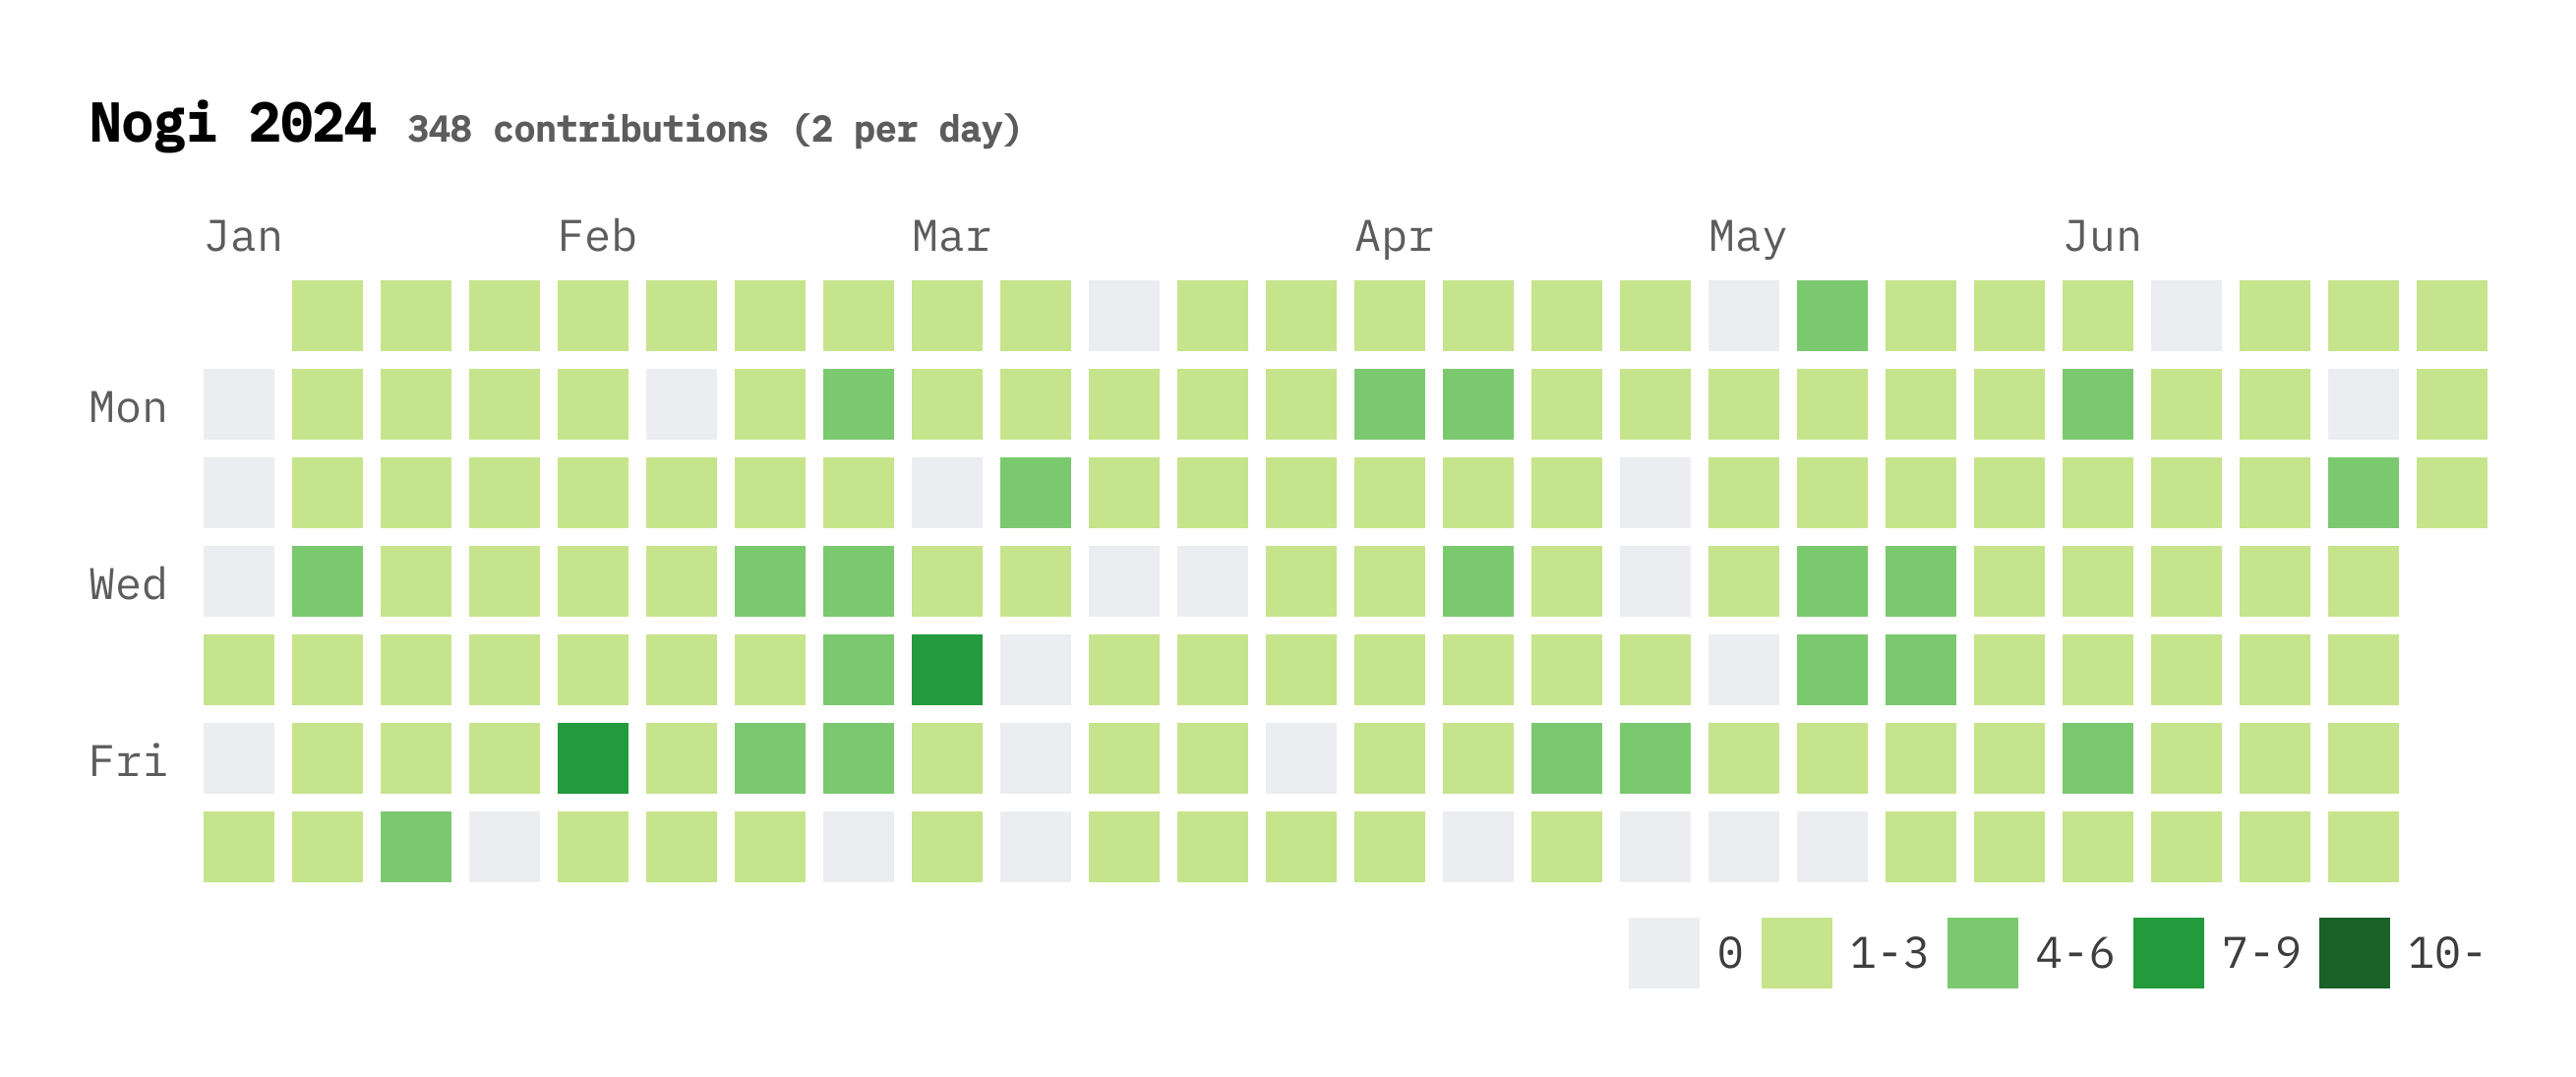 Nogi 2024 348 contributions (2 per day)
Jan Feb Mar Apr May Jun
Mon
Wed
Fri
0 1-3 4-6 7-9 10-